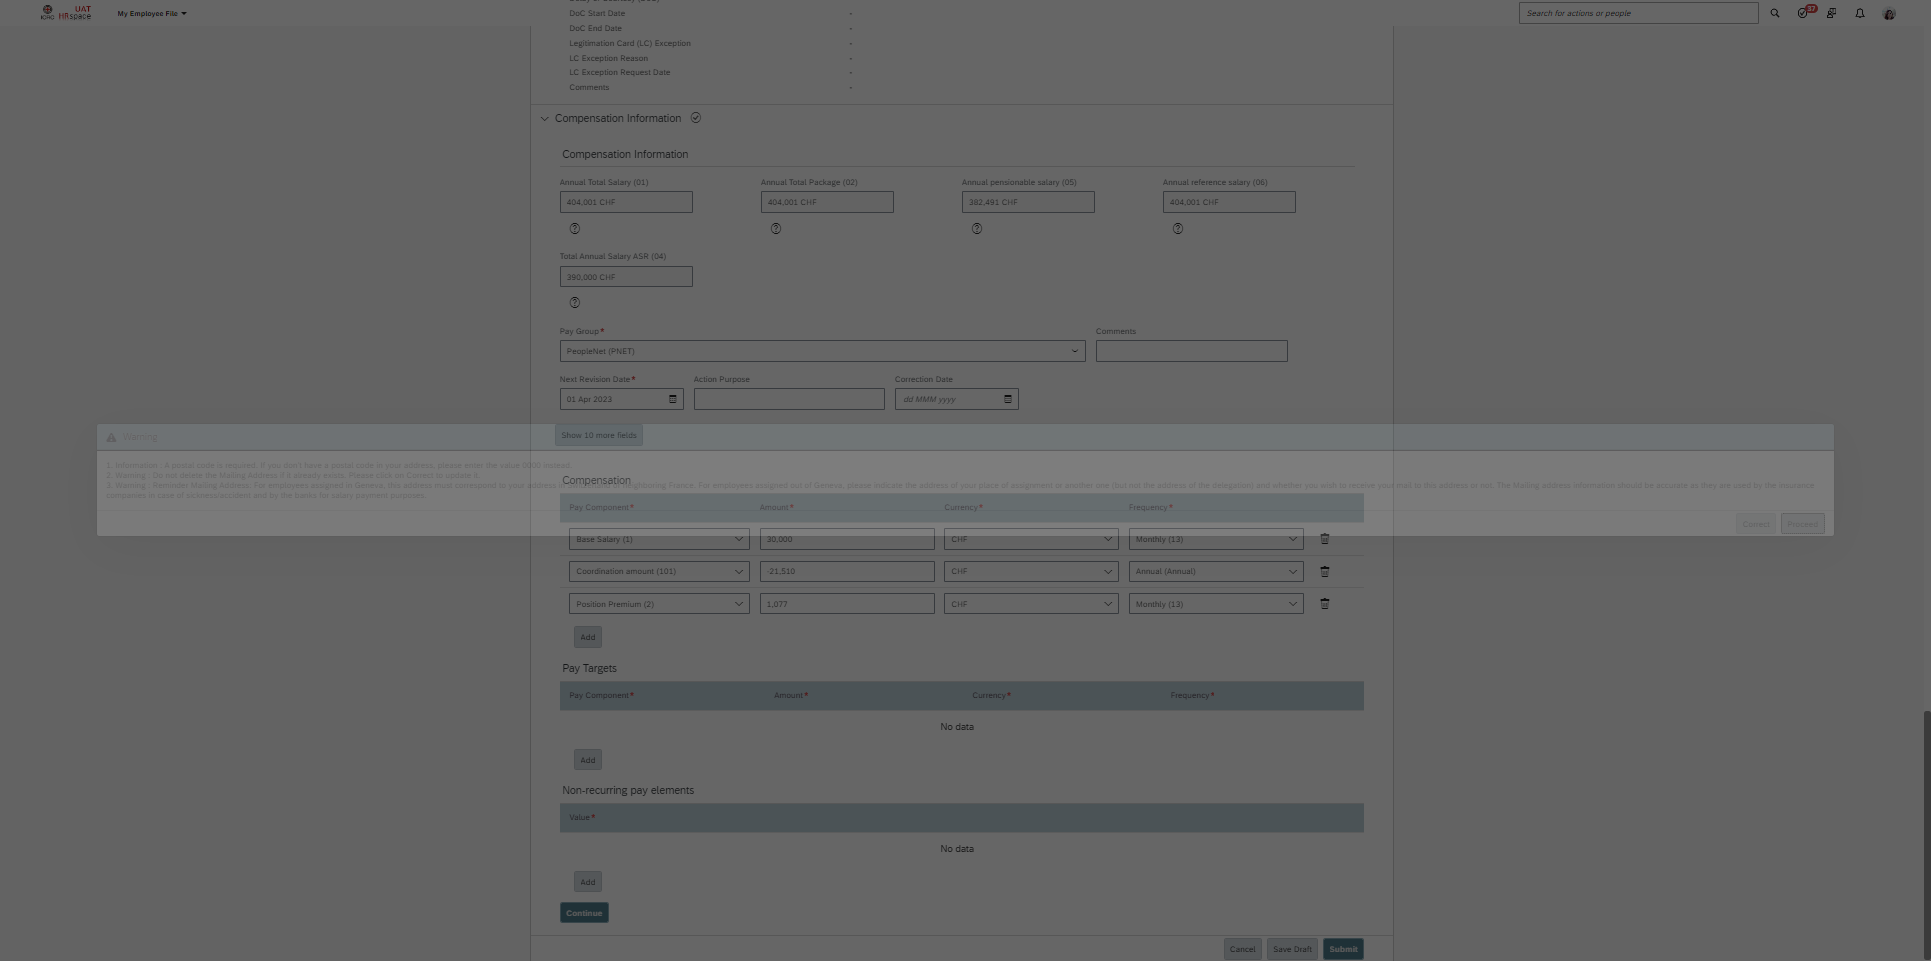 ICRC UAT HRspace My Employee File Search for actions or people 37
DoC Start Date -
DoC End Date -
Legitimation Card (LC) Exception -
LC Exception Reason -
LC Exception Request Date -
Comments -
Compensation Information
Compensation Information
Annual Total Salary (01) Annual Total Package (02) Annual pensionable salary (05) Annual reference salary (06)
404,001 CHF 404,001 CHF 382,491 CHF 404,001 CHF
Total Annual Salary ASR (04)
390,000 CHF
Pay Group* Comments
PeopleNet (PNET)
Next Revision Date* Action Purpose Correction Date
01 Apr 2023 dd MMM yyyy
Warning
Show 10 more fields
1. Information : A postal code is required. If you don't have a postal code in your address, please enter the value 0000 instead
2. Warning : Do not delete the Mailing Address if it already exists. Please click on Correct to update it.
Compensation
3. Warning : Reminder Mailing Address. For employees assigned in Geneva, this address must correspond to your address in neighboring France. For employees assigned out of Geneva, please indicate the address of your place of assignment or another one (but not the address of the delegation) and whether you wish to receive your mail to this address or not. The Mailing address information should be accurate as they are used by the insurance
companies in case of sickness/accident and by the banks for salary payment purposes.
Pay Component* Amount* Currency* Frequency*
Correct Proceed
Base Salary (1) 30,000 CHF Monthly (13)
Coordination amount (101) -21,510 CHF Annual (Annual)
Position Premium (2) 1,077 CHF Monthly (13)
Add
Pay Targets
Pay Component* Amount* Currency* Frequency*
No data
Add
Non-recurring pay elements
Value*
No data
Add
Continue
Cancel Save Draft Submit